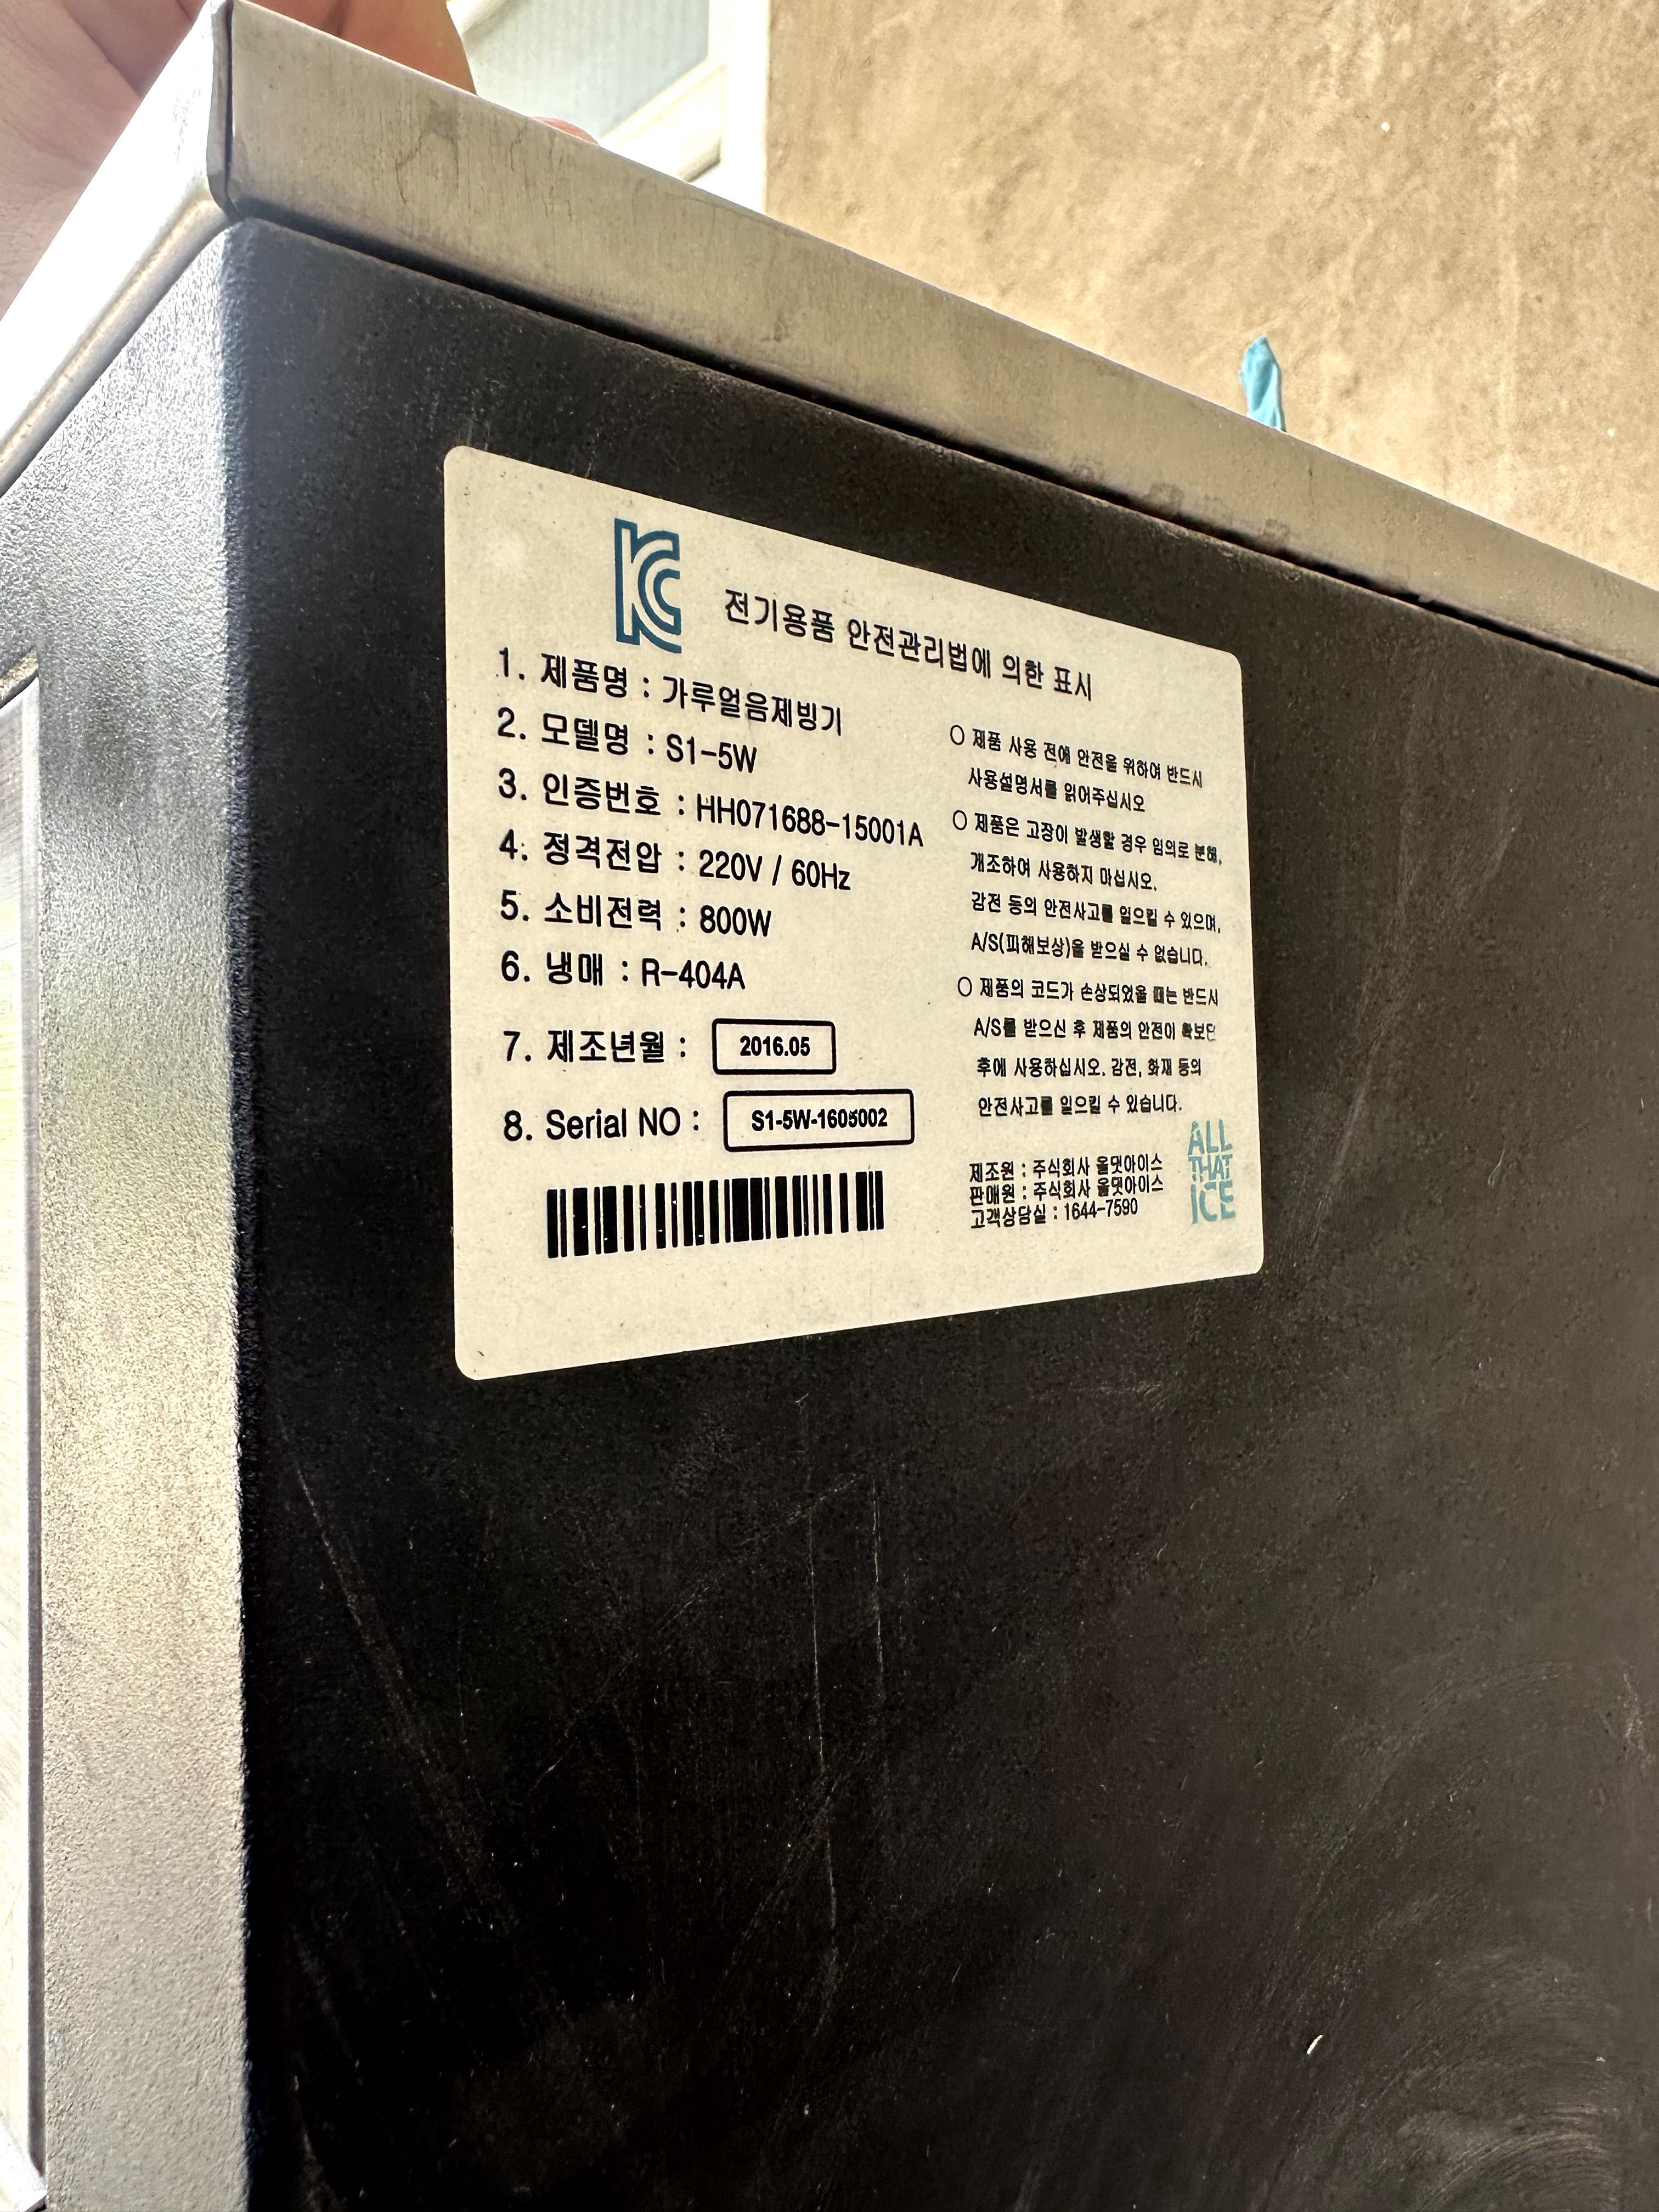 KC 전기용품 안전관리법에 의한 표시
1. 제품명 : 가루얼음제빙기
2. 모델명 : S1-5W
3. 인증번호 : HH071688-15001A
4. 정격전압 : 220V / 60Hz
5. 소비전력 : 800W
6. 냉매 : R-404A
7. 제조년월 : 2016.05
8. Serial NO : S1-5W-1605002
○ 제품 사용 전에 안전을 위하여 반드시
사용설명서를 읽어주십시오
○ 제품은 고장이 발생할 경우 임의로 분해,
개조하여 사용하지 마십시오.
감전 등의 안전사고를 일으킬 수 있으며,
A/S(피해보상)을 받으실 수 없습니다.
○ 제품의 코드가 손상되었을 때는 반드시
A/S를 받으신 후 제품의 안전이 확보된
후에 사용하십시오. 감전, 화재 등의
안전사고를 일으킬 수 있습니다.
제조원 : 주식회사 올댓아이스
판매원 : 주식회사 올댓아이스
고객상담실 : 1644-7590
ALL
THAT
ICE